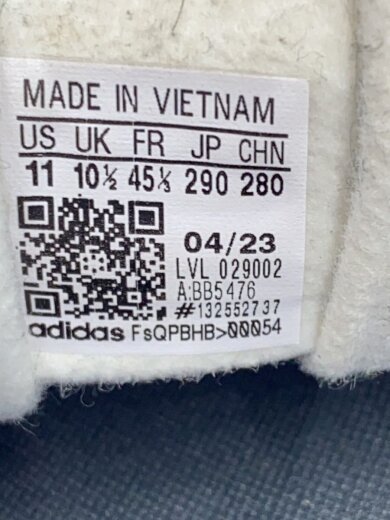 MADE IN VIETNAM
US UK FR JP CHN
11 10½ 45⅓ 290 280
04/23
LVL 029002
A:BB5476
#132552737
adidas FsQPBHB>00054